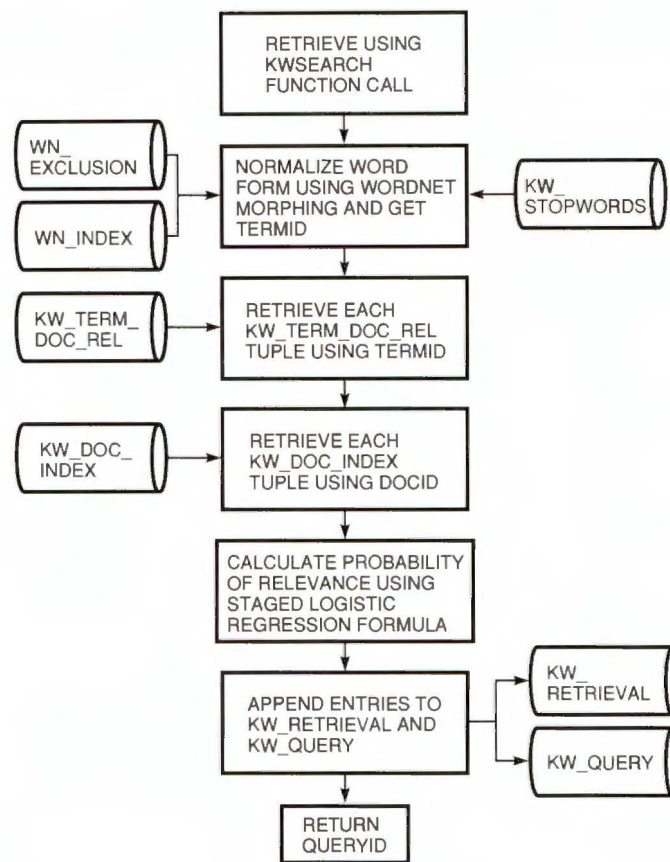 RETRIEVE USING
KWSEARCH
FUNCTION CALL
WN_
EXCLUSION
WN_INDEX
NORMALIZE WORD
FORM USING WORDNET
MORPHING AND GET
TERMID
KW_
STOPWORDS
KW_TERM_
DOC_REL
RETRIEVE EACH
KW_TERM_DOC_REL
TUPLE USING TERMID
KW_DOC_
INDEX
RETRIEVE EACH
KW_DOC_INDEX
TUPLE USING DOCID
CALCULATE PROBABILITY
OF RELEVANCE USING
STAGED LOGISTIC
REGRESSION FORMULA
APPEND ENTRIES TO
KW_RETRIEVAL AND
KW_QUERY
KW_
RETRIEVAL
KW_QUERY
RETURN
QUERYID